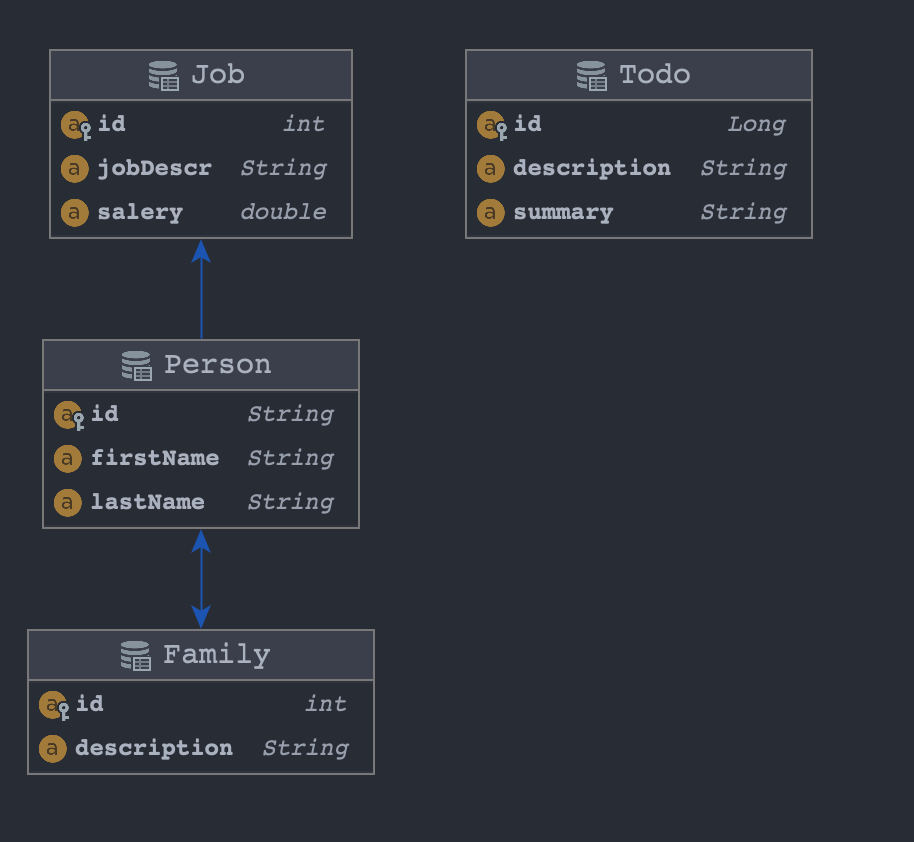 Job
id int
jobDescr String
salery double
Todo
id Long
description String
summary String
Person
id String
firstName String
lastName String
Family
id int
description String